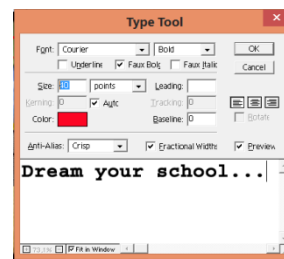 Type Tool
Font: Courier Bold OK
Underline Faux Bold Faux Italic Cancel
Size: points Leading:
Kerning: 0 Auto Tracking: 0
Color: Baseline: 0 Rotate
Anti-Alias: Crisp Fractional Widths Preview
Dream your school...
Fit in Window